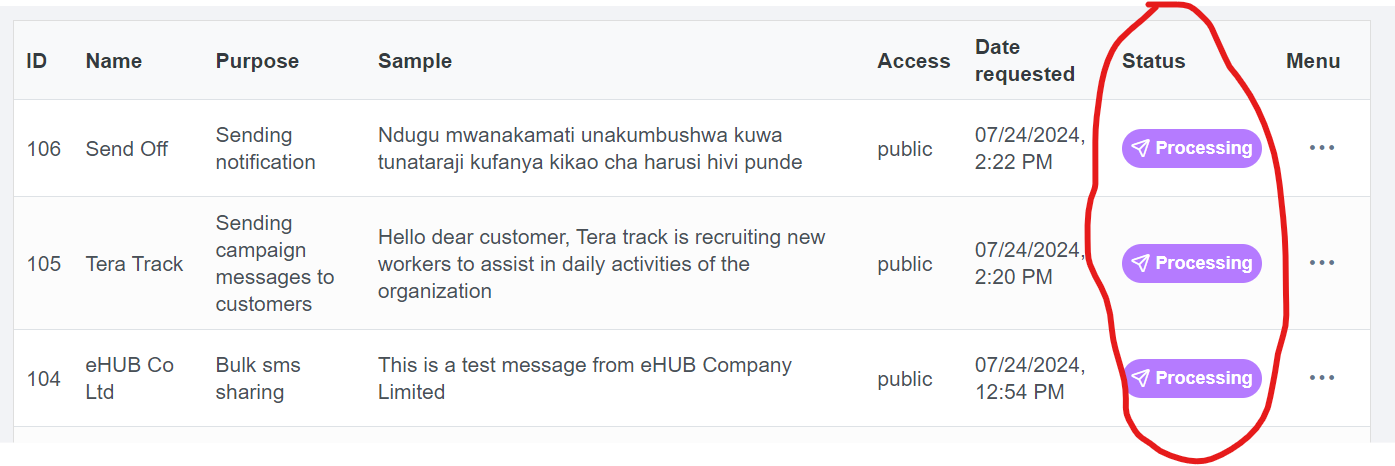 ID Name Purpose Sample Access Date requested Status Menu
106 Send Off Sending notification Ndugu mwanakamati unakumbushwa kuwa tunataraji kufanya kikao cha harusi hivi punde public 07/24/2024, 2:22 PM Processing
105 Tera Track Sending campaign messages to customers Hello dear customer, Tera track is recruiting new workers to assist in daily activities of the organization public 07/24/2024, 2:20 PM Processing
104 eHUB Co Ltd Bulk sms sharing This is a test message from eHUB Company Limited public 07/24/2024, 12:54 PM Processing